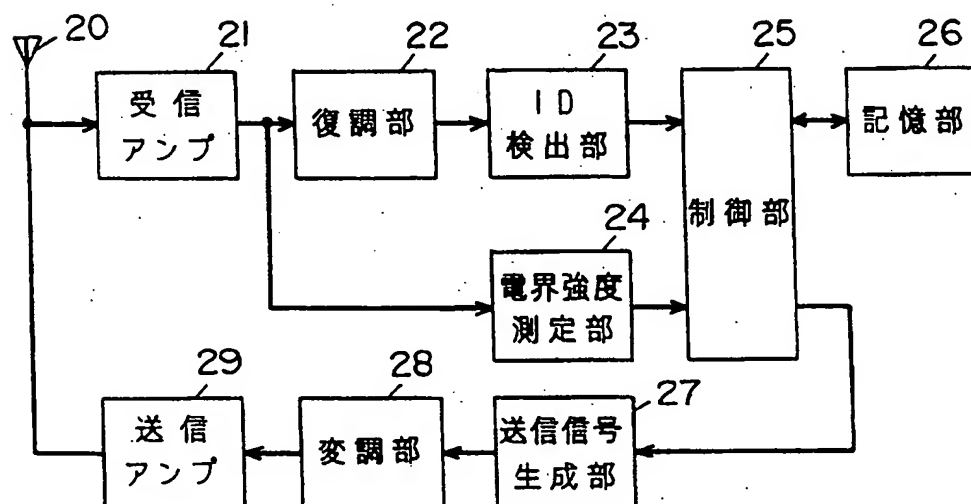 20
21
22
23
25
26
受信
アンプ
復調部
ID
検出部
制御部
記憶部
24
電界強度
測定部
29
28
27
送信
アンプ
変調部
送信信号
生成部